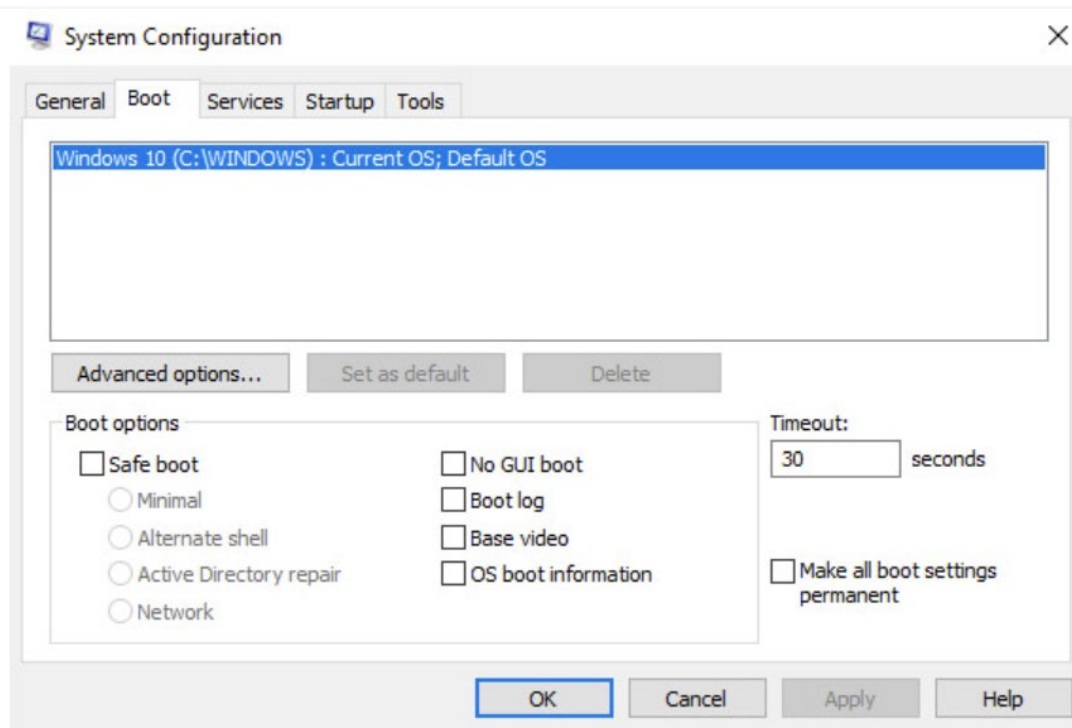 System Configuration
General Boot Services Startup Tools
Windows 10 (C:\WINDOWS) : Current OS; Default OS
Advanced options... Set as default Delete
Boot options
Timeout:
Safe boot No GUI boot 30 seconds
Minimal Boot log
Alternate shell Base video
Active Directory repair OS boot information Make all boot settings
permanent
Network
OK Cancel Apply Help